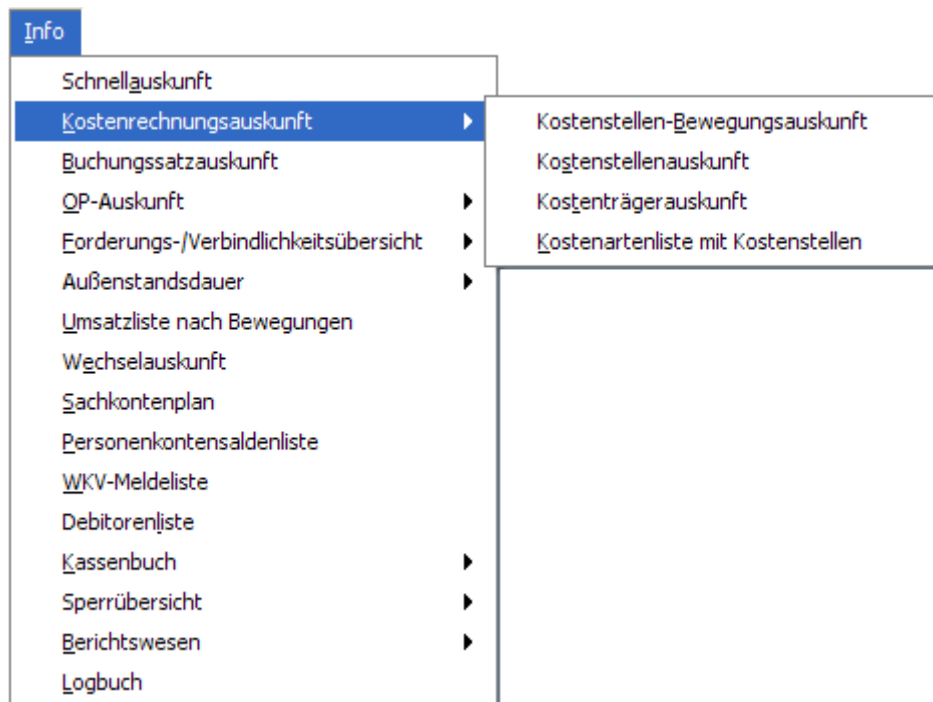 Info
Schnellauskunft
Kostenrechnungsauskunft
Buchungssatzauskunft
OP-Auskunft
Forderungs-/Verbindlichkeitsübersicht
Außenstandsdauer
Umsatzliste nach Bewegungen
Wechselauskunft
Sachkontenplan
Personenkontensaldenliste
WKV-Meldeliste
Debitorenliste
Kassenbuch
Sperrübersicht
Berichtswesen
Logbuch
Kostenstellen-Bewegungsauskunft
Kostenstellenauskunft
Kostenträgerauskunft
Kostenartenliste mit Kostenstellen